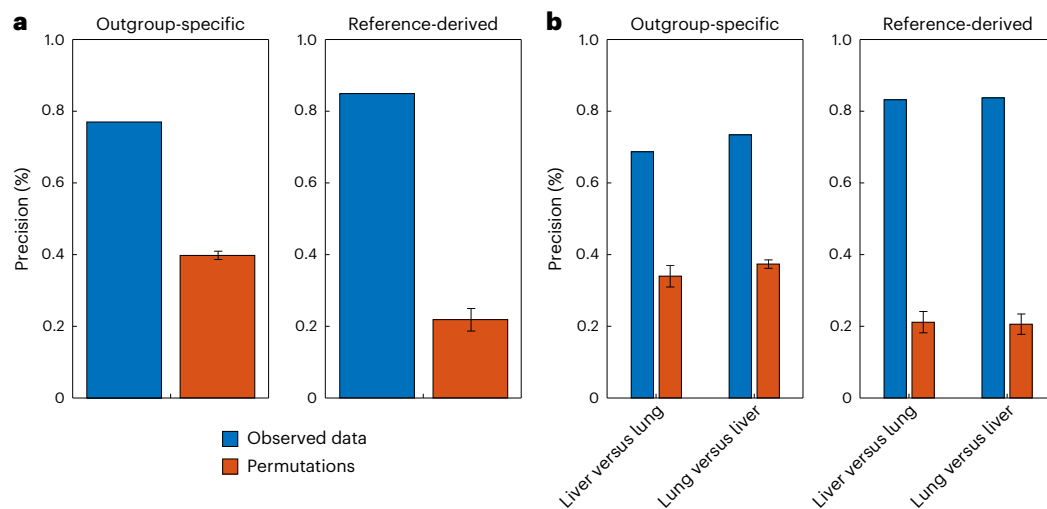 a
Outgroup-specific
Reference-derived
Precision (%)
1.0
0.8
0.6
0.4
0.2
0
1.0
0.8
0.6
0.4
0.2
0
Observed data
Permutations
b
Outgroup-specific
Reference-derived
Precision (%)
1.0
0.8
0.6
0.4
0.2
0
Liver versus lung
Lung versus liver
1.0
0.8
0.6
0.4
0.2
0
Liver versus lung
Lung versus liver